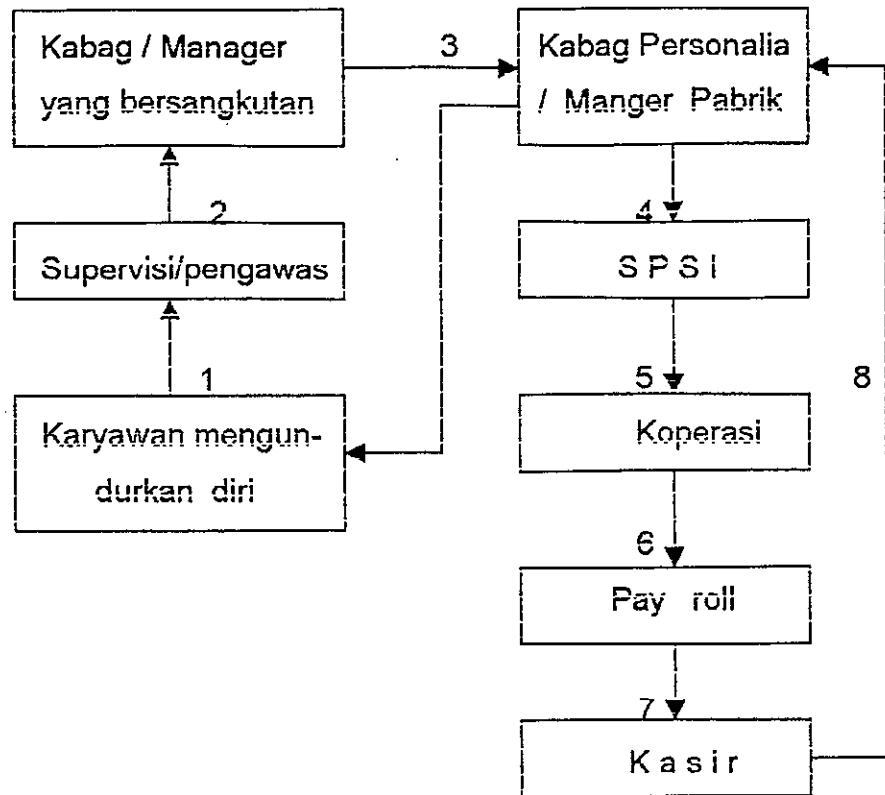 Kabag / Manager
yang bersangkutan
3
Kabag Personalia
/ Manger Pabrik
2
4
Supervisi/pengawas
S P S I
1
5
8
Karyawan mengun-
durkan diri
Koperasi
6
Pay roll
7
K a s i r